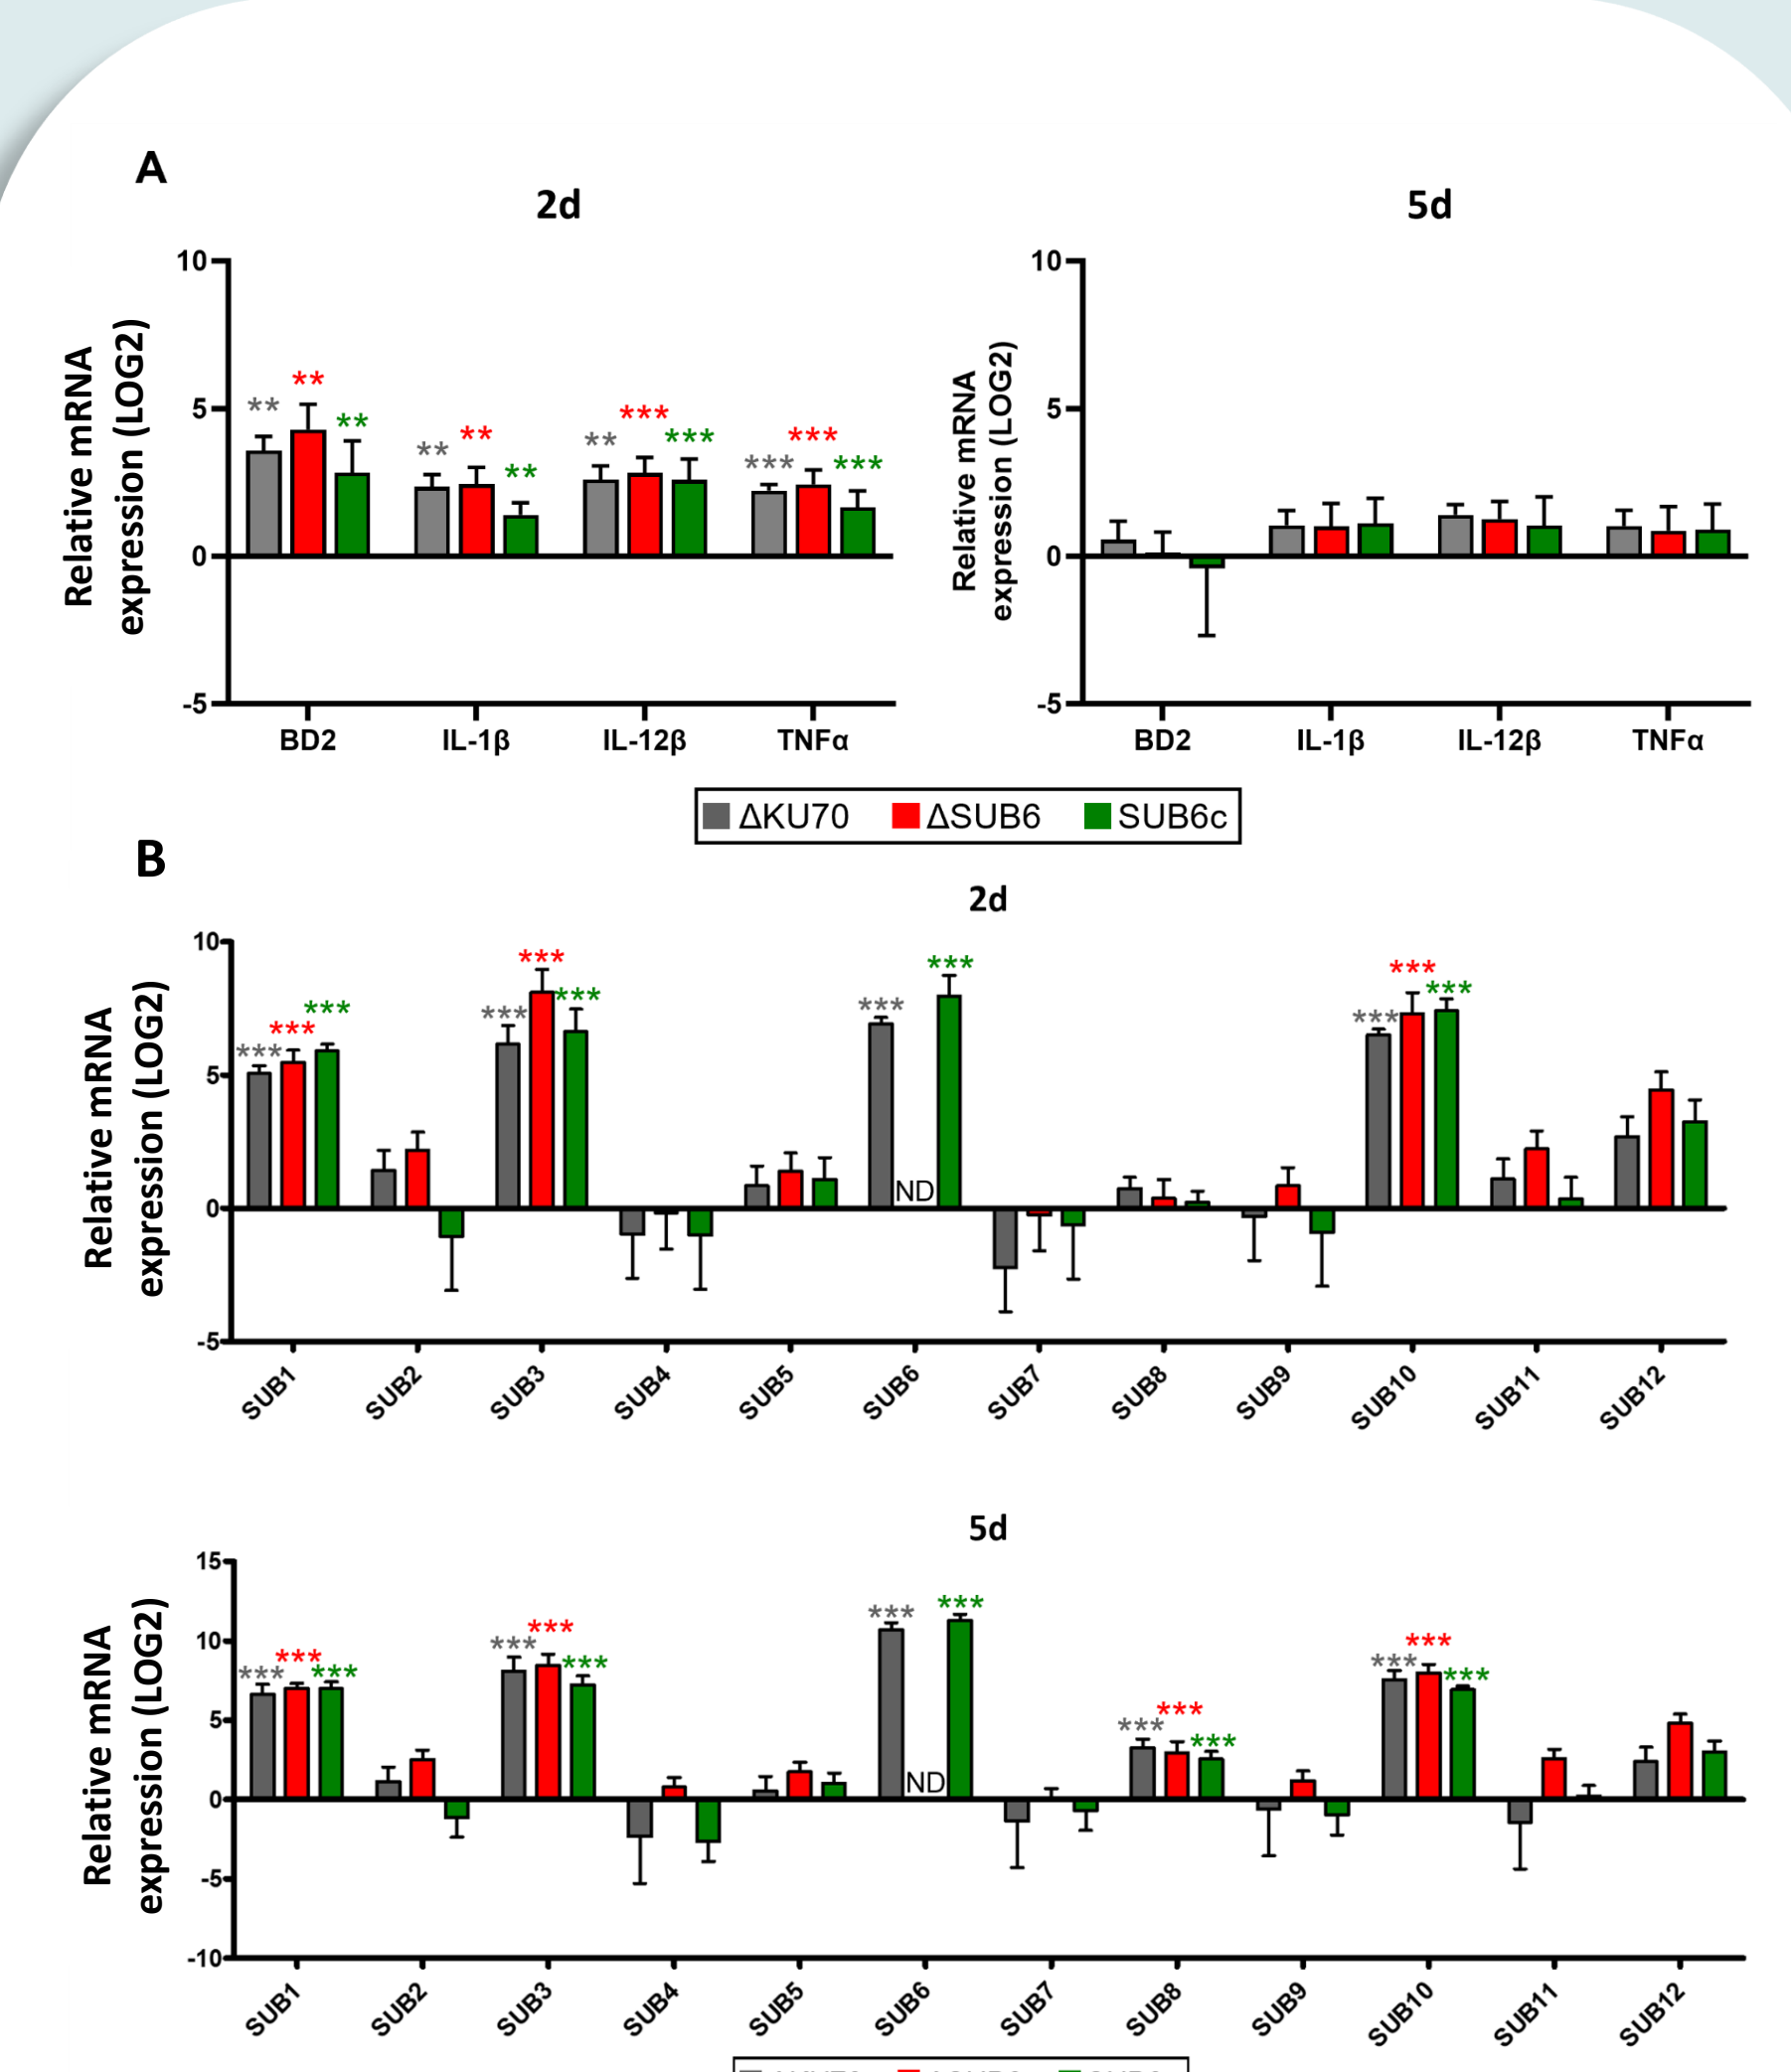 A
2d
5d
Relative mRNA
expression (LOG2)
10
5
0
-5
** ** **
** ** **
** *** ***
*** *** ***
BD2 IL-1β IL-12β TNFα
Relative mRNA
expression (LOG2)
10
5
0
-5
BD2 IL-1β IL-12β TNFα
ΔKU70 ΔSUB6 SUB6c
B
2d
Relative mRNA
expression (LOG2)
10
5
0
-5
*** *** ***
*** *** ***
*** ND ***
*** *** ***
SUB1 SUB2 SUB3 SUB4 SUB5 SUB6 SUB7 SUB8 SUB9 SUB10 SUB11 SUB12
5d
Relative mRNA
expression (LOG2)
15
10
5
0
-5
-10
*** *** ***
*** *** ***
*** ND ***
*** *** ***
*** *** ***
SUB1 SUB2 SUB3 SUB4 SUB5 SUB6 SUB7 SUB8 SUB9 SUB10 SUB11 SUB12